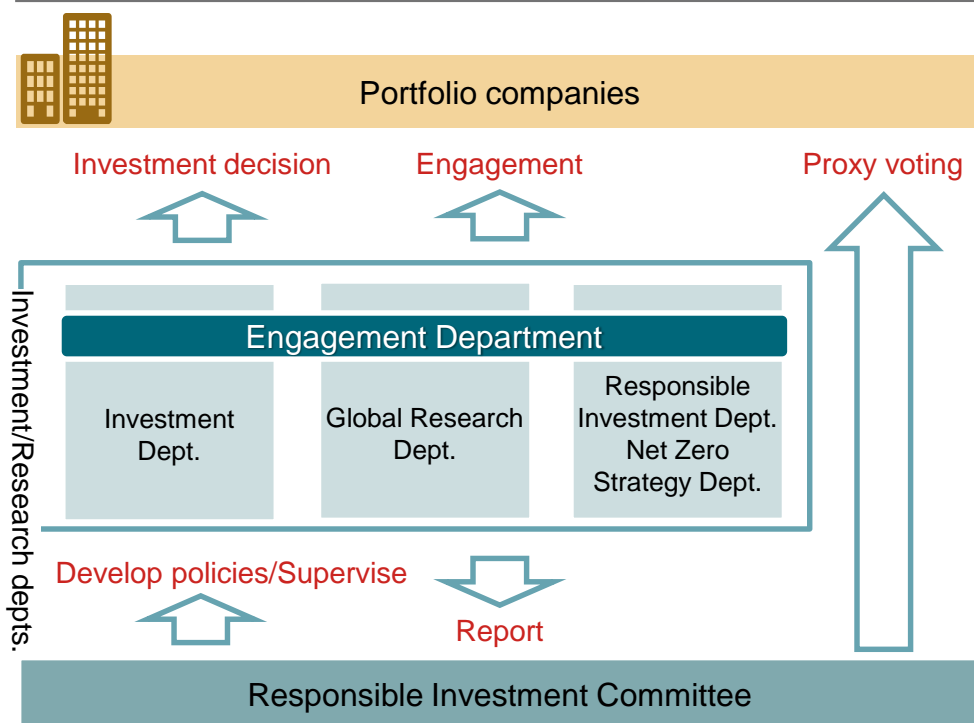 Portfolio companies
Investment decision
Engagement
Proxy voting
Investment/Research depts.
Engagement Department
Investment
Dept.
Global Research
Dept.
Responsible
Investment Dept.
Net Zero
Strategy Dept.
Develop policies/Supervise
Report
Responsible Investment Committee